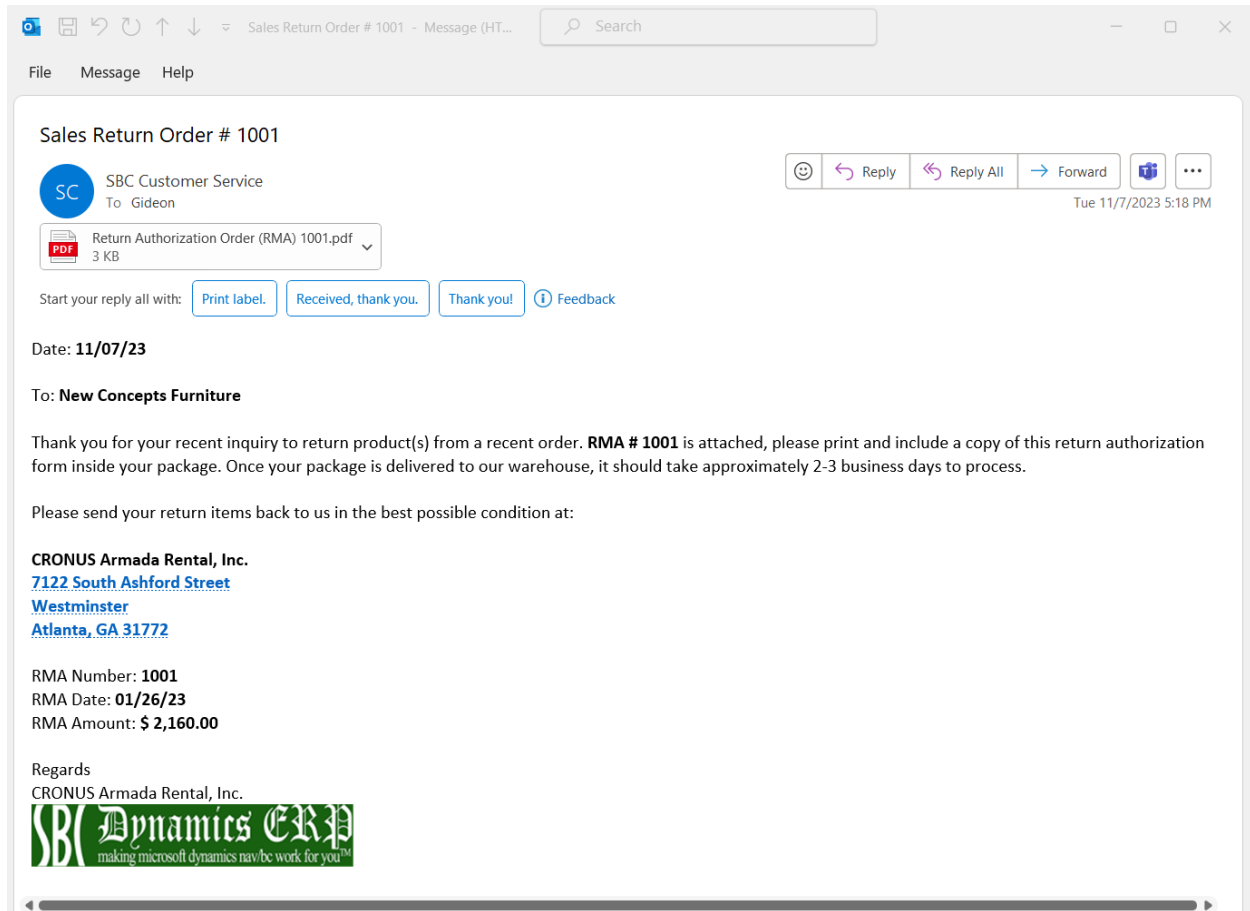 Sales Return Order # 1001 - Message (HT...
Search
File Message Help
Sales Return Order # 1001
SC
SBC Customer Service
To Gideon
Reply Reply All Forward
Tue 11/7/2023 5:18 PM
PDF
Return Authorization Order (RMA) 1001.pdf
3 KB
Start your reply all with: Print label. Received, thank you. Thank you! Feedback
Date: 11/07/23
To: New Concepts Furniture
Thank you for your recent inquiry to return product(s) from a recent order. RMA # 1001 is attached, please print and include a copy of this return authorization
form inside your package. Once your package is delivered to our warehouse, it should take approximately 2-3 business days to process.
Please send your return items back to us in the best possible condition at:
CRONUS Armada Rental, Inc.
7122 South Ashford Street
Westminster
Atlanta, GA 31772
RMA Number: 1001
RMA Date: 01/26/23
RMA Amount: $ 2,160.00
Regards
CRONUS Armada Rental, Inc.
SBC Dynamics ERP
making microsoft dynamics nav/bc work for you™